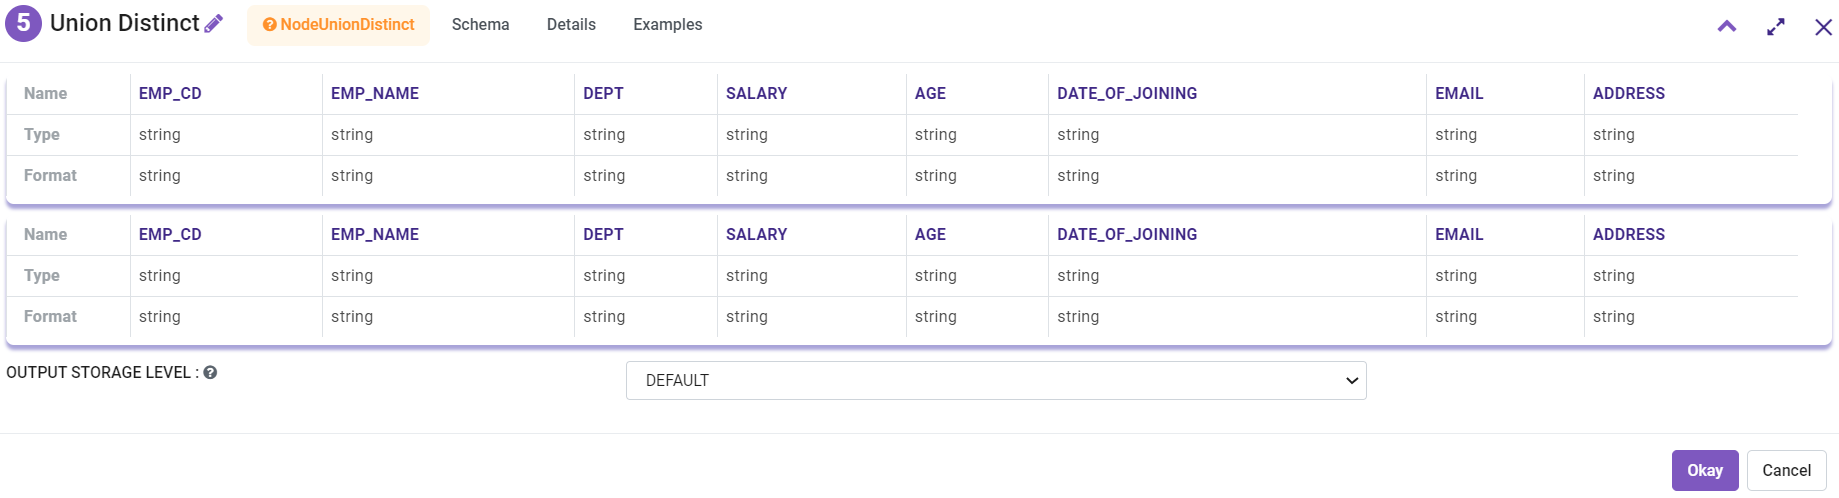 5 Union Distinct NodeUnionDistinct Schema Details Examples
Name EMP_CD EMP_NAME DEPT SALARY AGE DATE_OF_JOINING EMAIL ADDRESS
Type string string string string string string string string
Format string string string string string string string string
Name EMP_CD EMP_NAME DEPT SALARY AGE DATE_OF_JOINING EMAIL ADDRESS
Type string string string string string string string string
Format string string string string string string string string
OUTPUT STORAGE LEVEL : DEFAULT
Okay Cancel